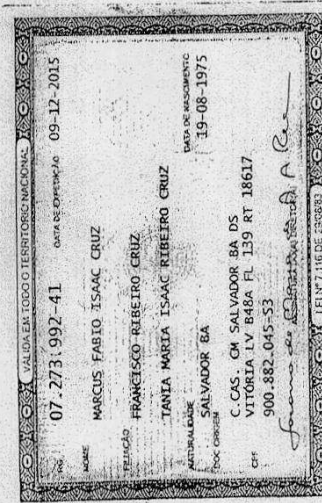 VÁLIDA EM TODO O TERRITÓRIO NACIONAL
RG 07.273.992-41 DATA DE EXPEDIÇÃO 09-12-2015
NOME MARCUS FABIO ISAAC CRUZ
FILIAÇÃO FRANCISCO RIBEIRO CRUZ
TANIA MARIA ISAAC RIBEIRO CRUZ
NATURALIDADE SALVADOR BA DATA DE NASCIMENTO 19-08-1975
DOC ORIGEM C.CAS. CM SALVADOR BA DS
VITÓRIA LV B48A FL 139 RT 18617
CPF 900.882.045-53
LEI Nº 7.116 DE 29/08/83